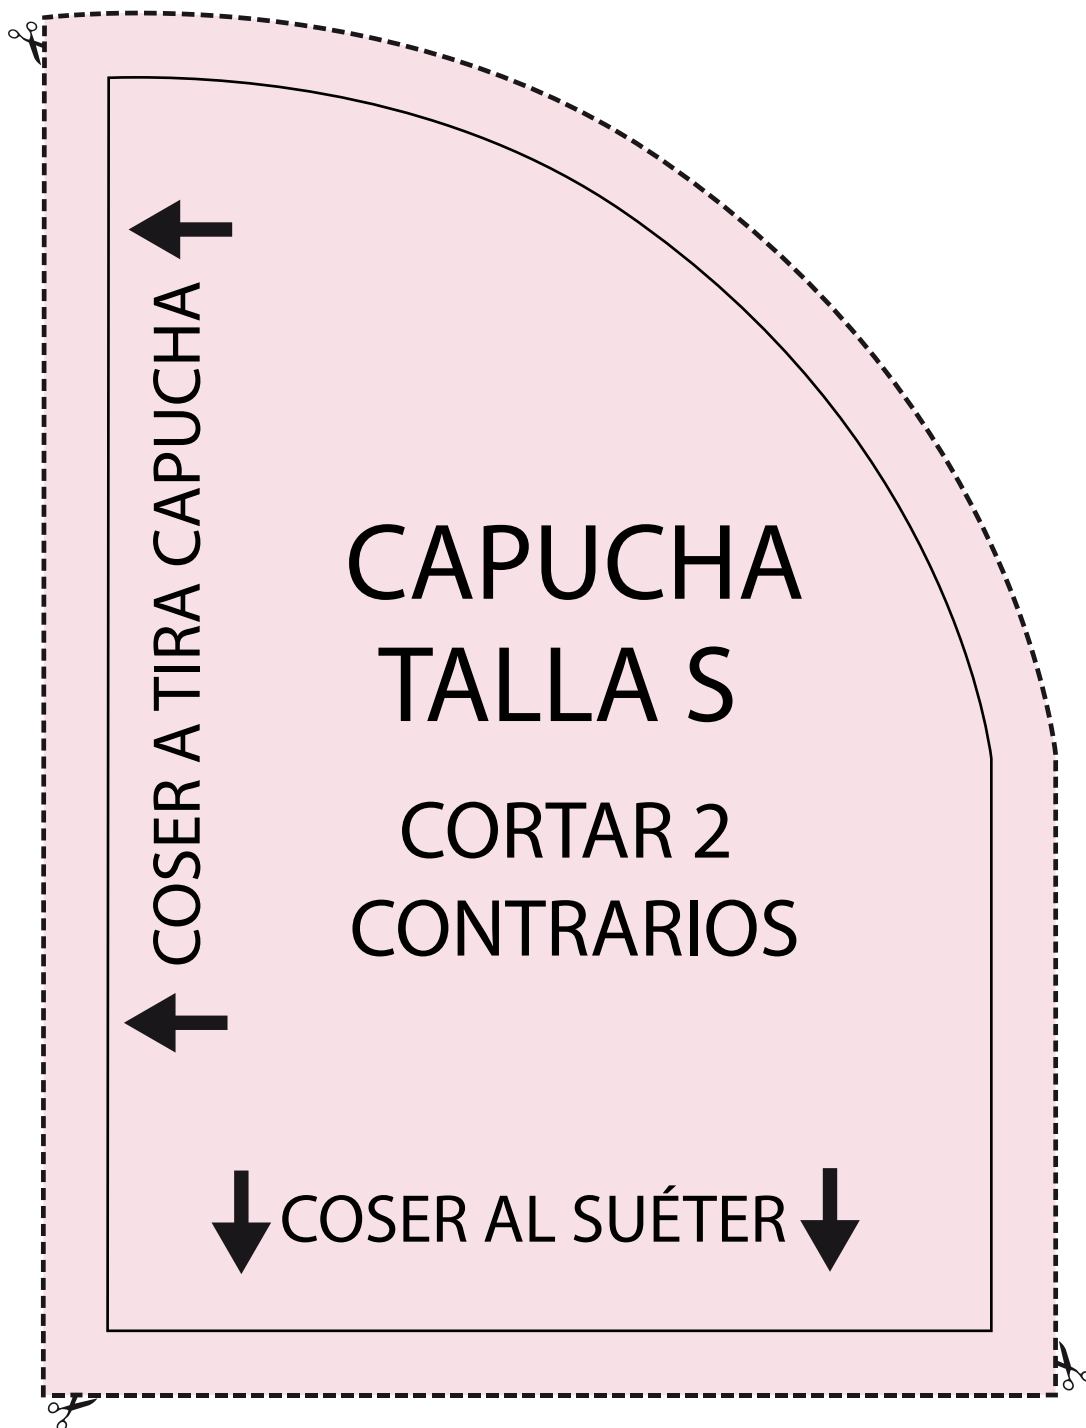 COSER A TIRA CAPUCHA
CAPUCHA
TALLA S
CORTAR 2
CONTRARIOS
COSER AL SUÉTER